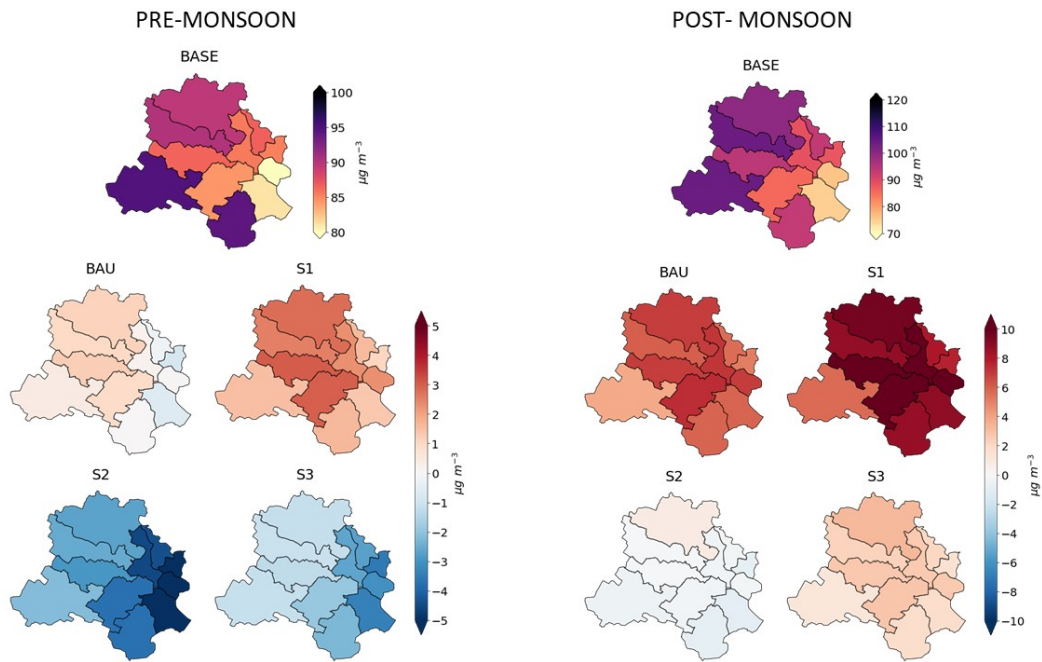 PRE-MONSOON
BASE
100
95
90
85
80
µg m⁻³
BAU
S1
5
4
3
2
1
0
−1
−2
−3
−4
−5
µg m⁻³
S2
S3
POST- MONSOON
BASE
120
110
100
90
80
70
µg m⁻³
BAU
S1
10
8
6
4
2
0
−2
−4
−6
−8
−10
µg m⁻³
S2
S3